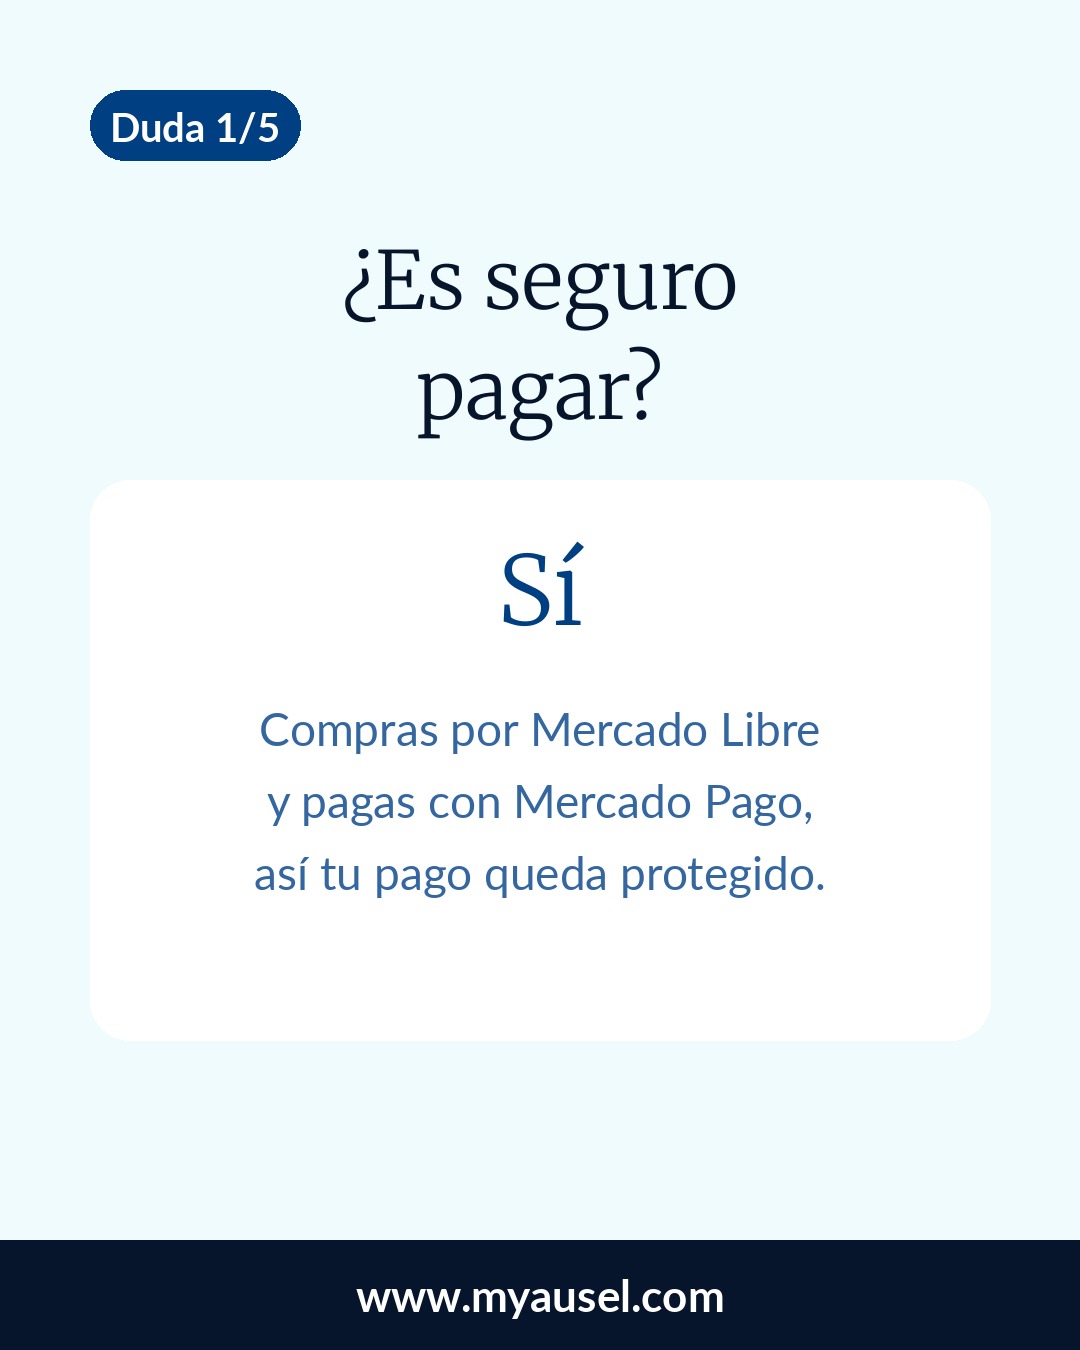 Duda 1/5
¿Es seguro
pagar?
Sí
Compras por Mercado Libre
y pagas con Mercado Pago,
así tu pago queda protegido.
www.myausel.com